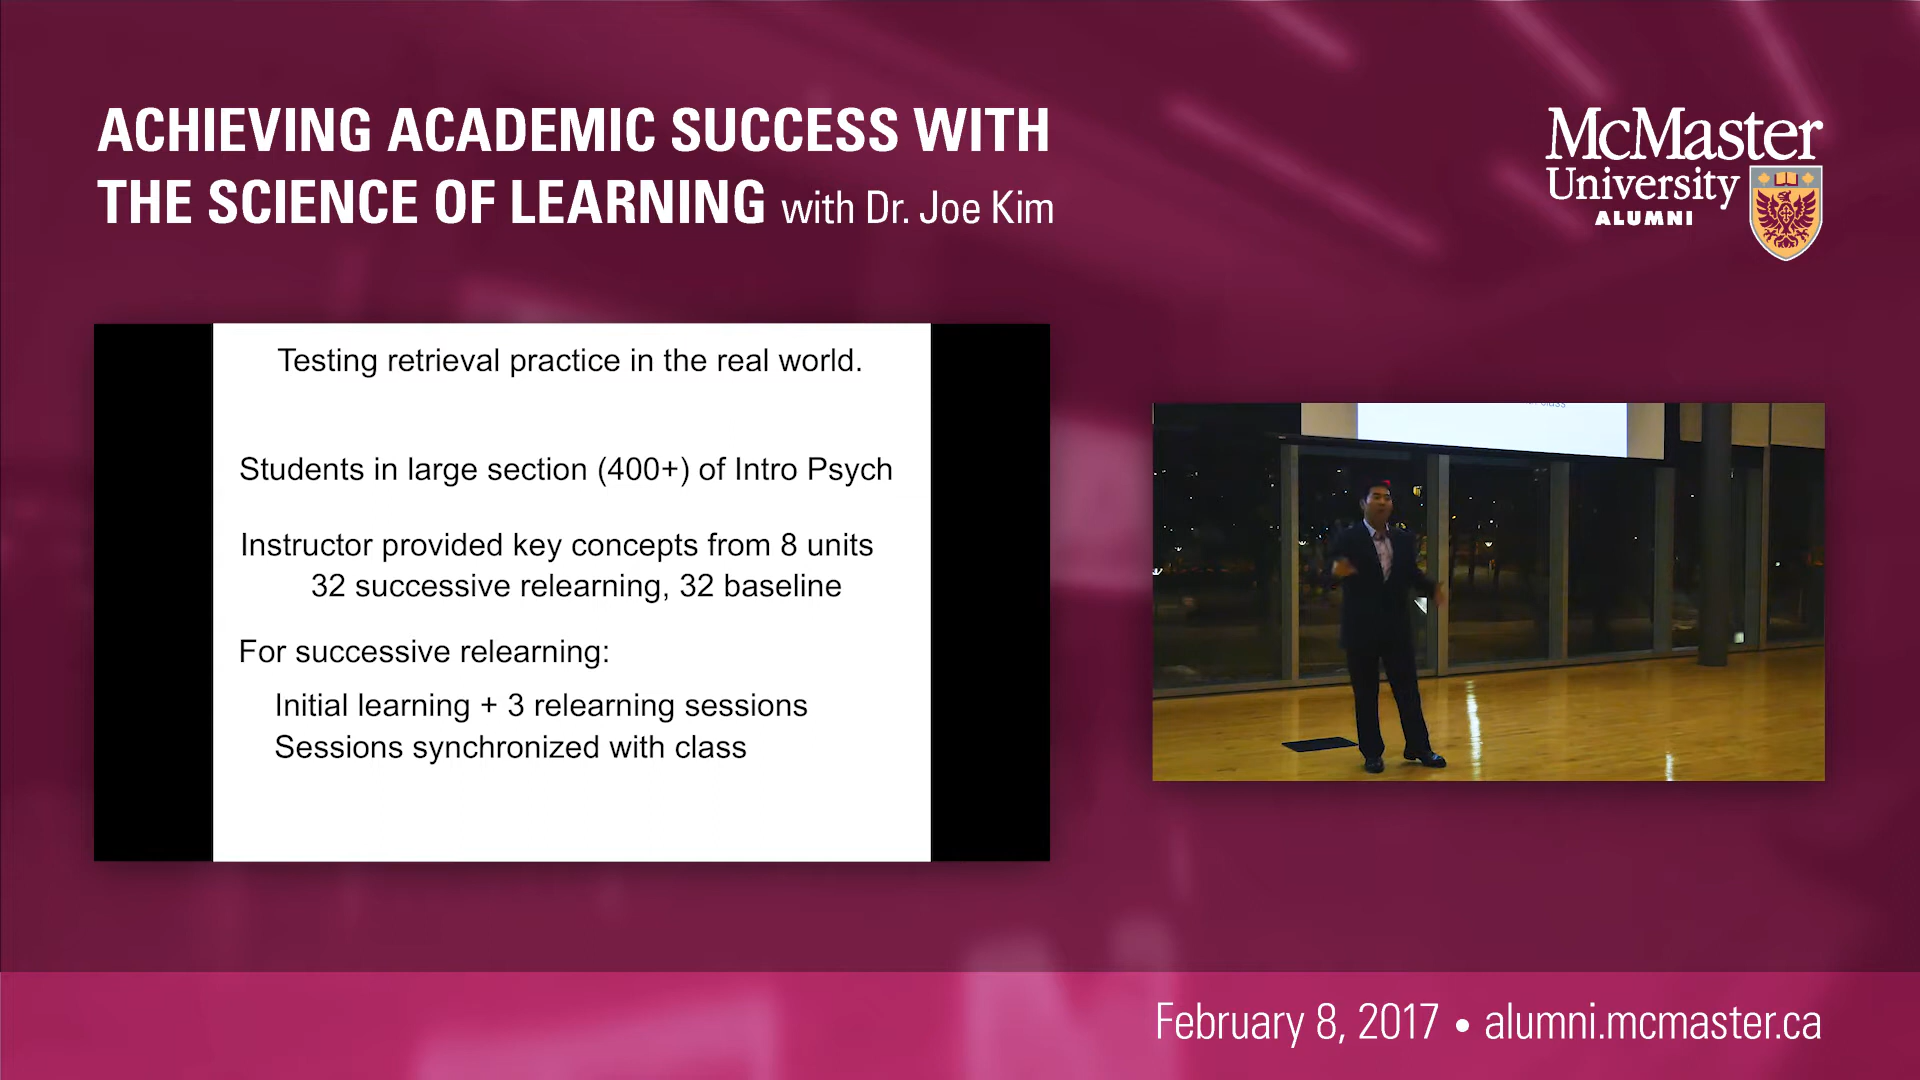 ACHIEVING ACADEMIC SUCCESS WITH
THE SCIENCE OF LEARNING with Dr. Joe Kim
McMaster
University
ALUMNI
Testing retrieval practice in the real world.
Students in large section (400+) of Intro Psych
Instructor provided key concepts from 8 units
32 successive relearning, 32 baseline
For successive relearning:
Initial learning + 3 relearning sessions
Sessions synchronized with class
class
February 8, 2017 • alumni.mcmaster.ca